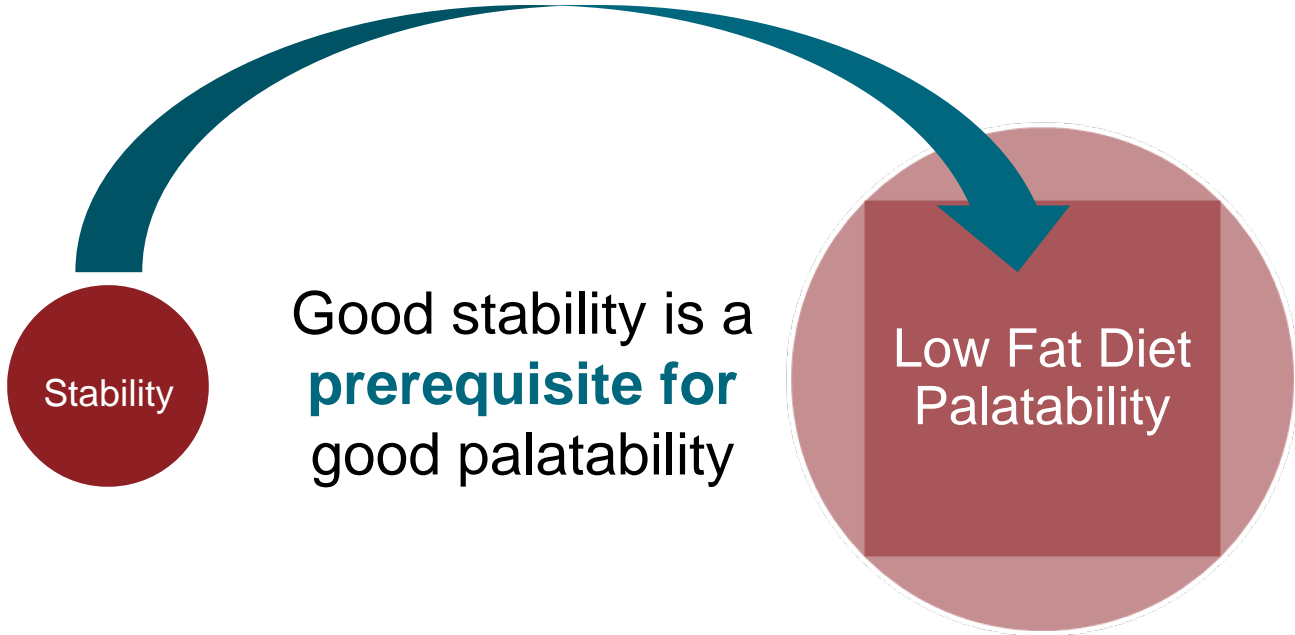 Stability
Good stability is a
prerequisite for
good palatability
Low Fat Diet
Palatability